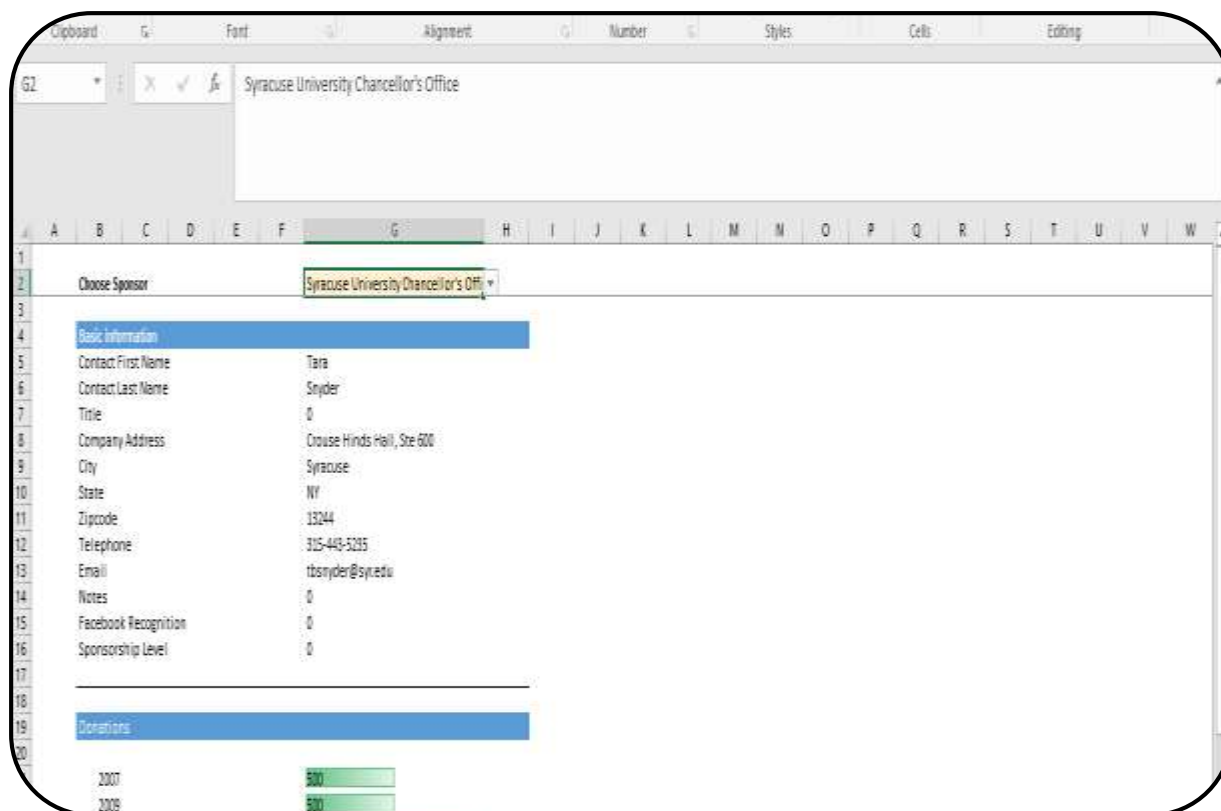 Clipboard Font Alignment Number Styles Cells Editing
G2 fx Syracuse University Chancellor's Office
A B C D E F G H I J K L M N O P Q R S T U V W
1
2 Choose Sponsor Syracuse University Chancellor's Offi
3
4 Basic information
5 Contact First Name Tara
6 Contact Last Name Snyder
7 Title 0
8 Company Address Crouse Hinds Hall, Ste 600
9 City Syracuse
10 State NY
11 Zipcode 13244
12 Telephone
13 Email tbsnyder@syr.edu
14 Notes 0
15 Facebook Recognition 0
16 Sponsorship Level 0
17
18
19 Donations
20
2007 500
2009 500